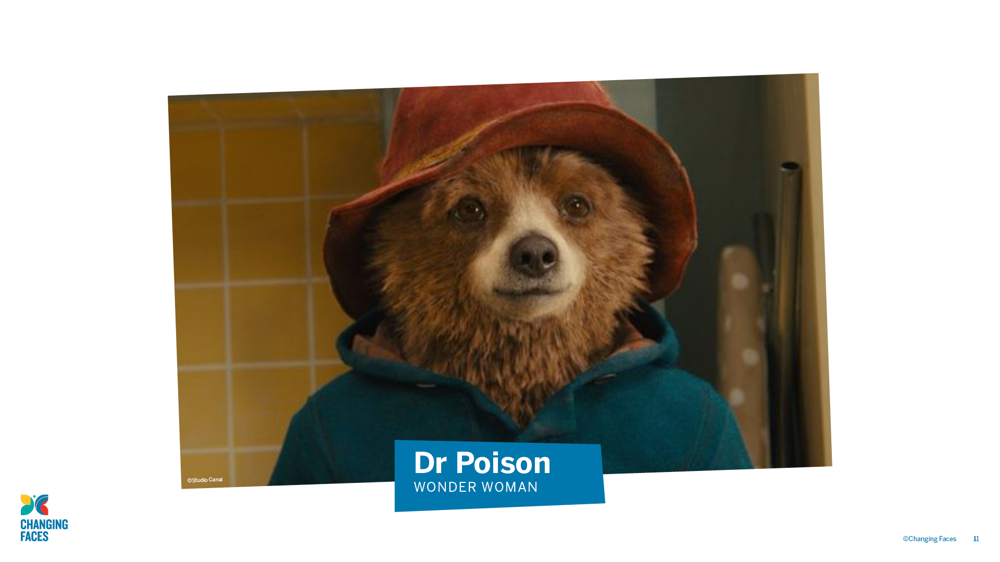 ©Studio Canal
Dr Poison
WONDER WOMAN
CHANGING
FACES
©Changing Faces 11